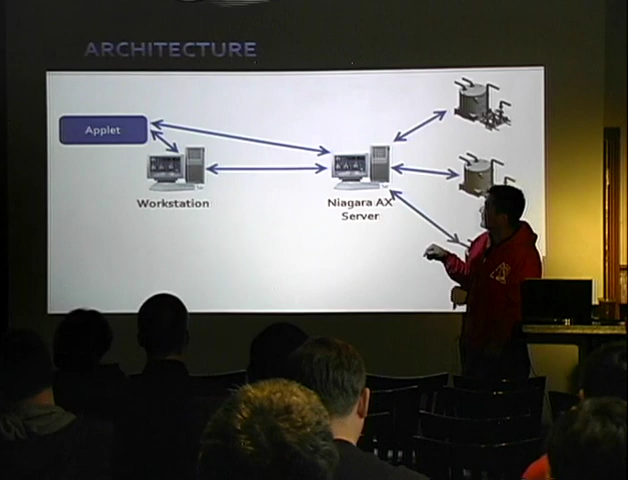 ARCHITECTURE
Applet
Workstation
Niagara AX
Server